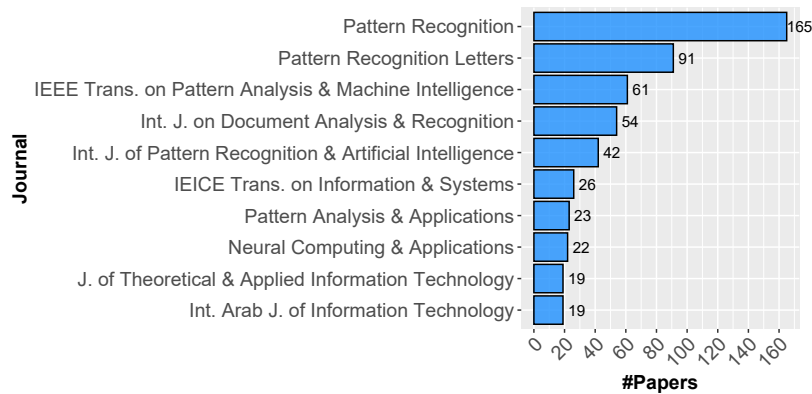 Journal
Pattern Recognition 165
Pattern Recognition Letters 91
IEEE Trans. on Pattern Analysis & Machine Intelligence 61
Int. J. on Document Analysis & Recognition 54
Int. J. of Pattern Recognition & Artificial Intelligence 42
IEICE Trans. on Information & Systems 26
Pattern Analysis & Applications 23
Neural Computing & Applications 22
J. of Theoretical & Applied Information Technology 19
Int. Arab J. of Information Technology 19
0 20 40 60 80 100 120 140 160
#Papers